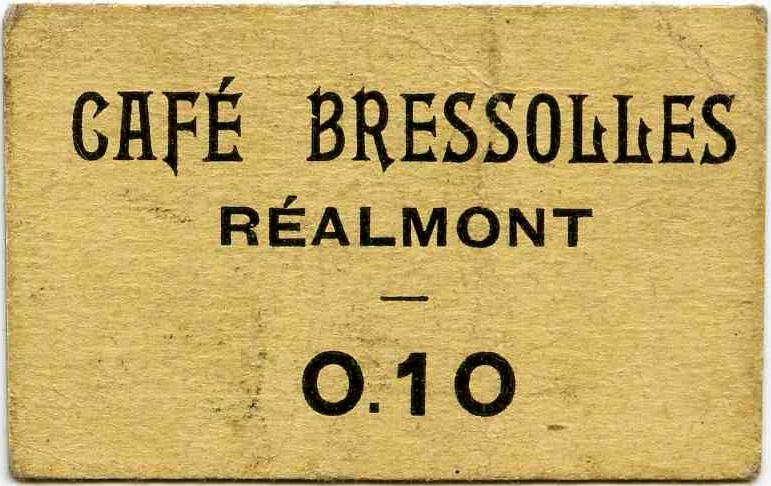 CAFÉ BRESSOLLES
RÉALMONT
—
0.10